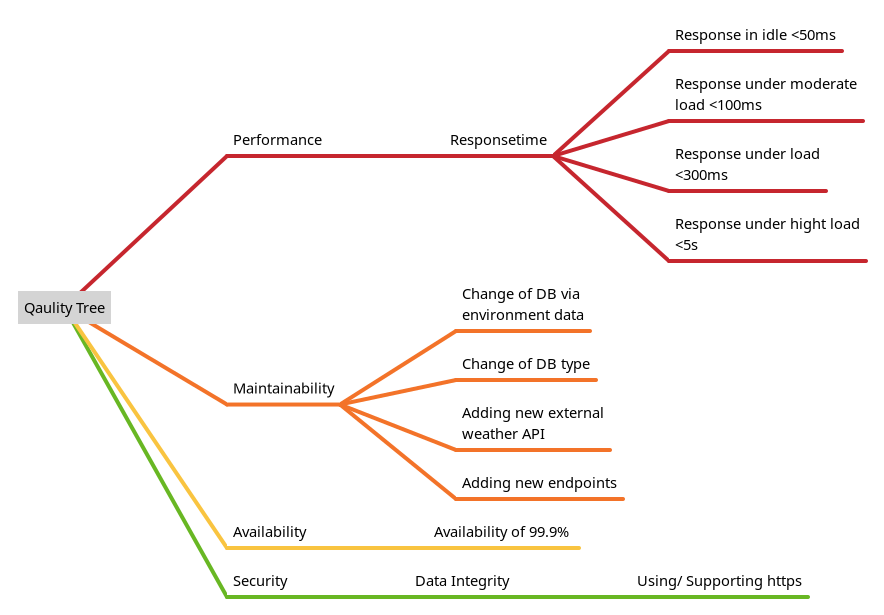 Qaulity Tree
Performance
Responsetime
Response in idle <50ms
Response under moderate
load <100ms
Response under load
<300ms
Response under hight load
<5s
Maintainability
Change of DB via
environment data
Change of DB type
Adding new external
weather API
Adding new endpoints
Availability
Availability of 99.9%
Security
Data Integrity
Using/ Supporting https